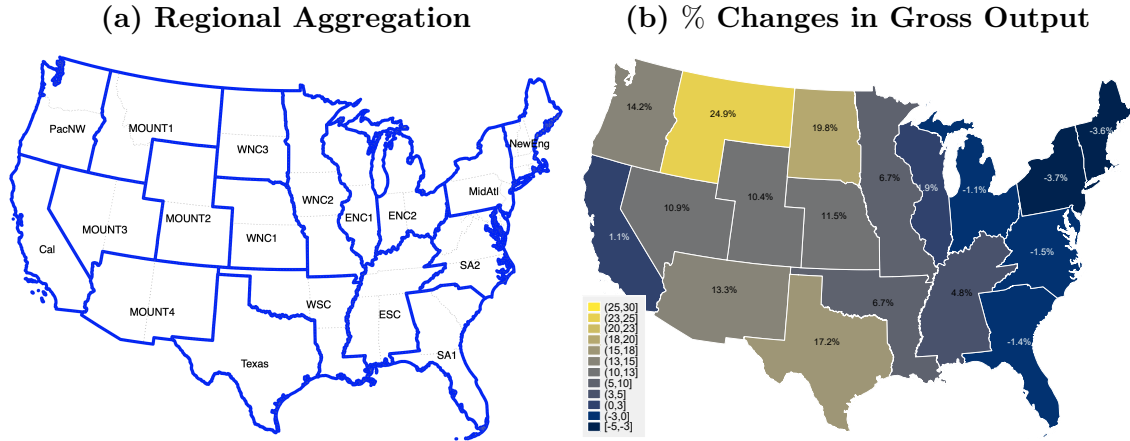 (a) Regional Aggregation
(b) % Changes in Gross Output
PacNW
MOUNT1
WNC3
NewEng
MidAtl
WNC2
ENC1
ENC2
MOUNT2
MOUNT3
WNC1
Cal
SA2
WSC
ESC
MOUNT4
SA1
Texas
14.2%
24.9%
19.8%
-3.6%
6.7%
-3.7%
-1.1%
10.4%
10.9%
11.5%
1.1%
-1.5%
13.3%
6.7%
4.8%
17.2%
-1.4%
(25,30]
(23,25]
(20,23]
(18,20]
(15,18]
(13,15]
(10,13]
(5,10]
(3,5]
(0,3]
(-3,0]
[-5,-3]